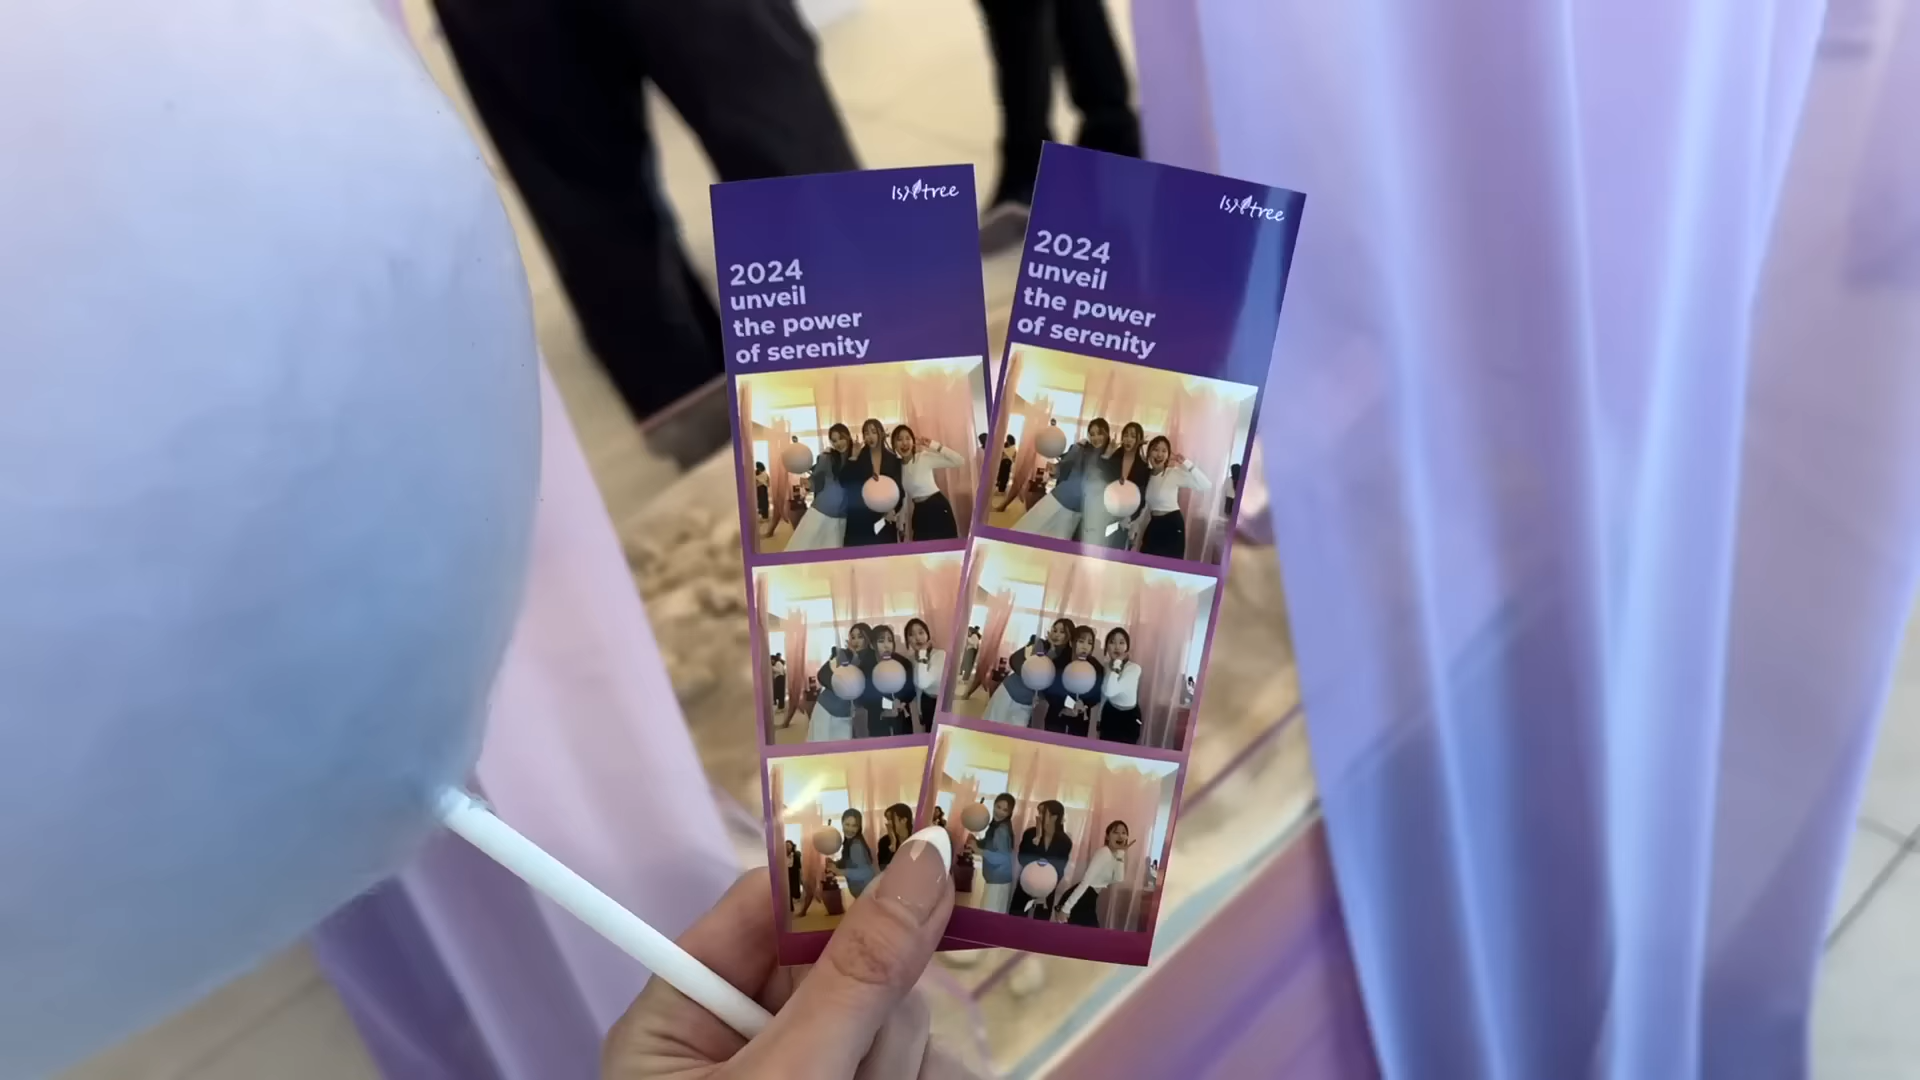 Isntree
2024
unveil
the power
of serenity
Isntree
2024
unveil
the power
of serenity